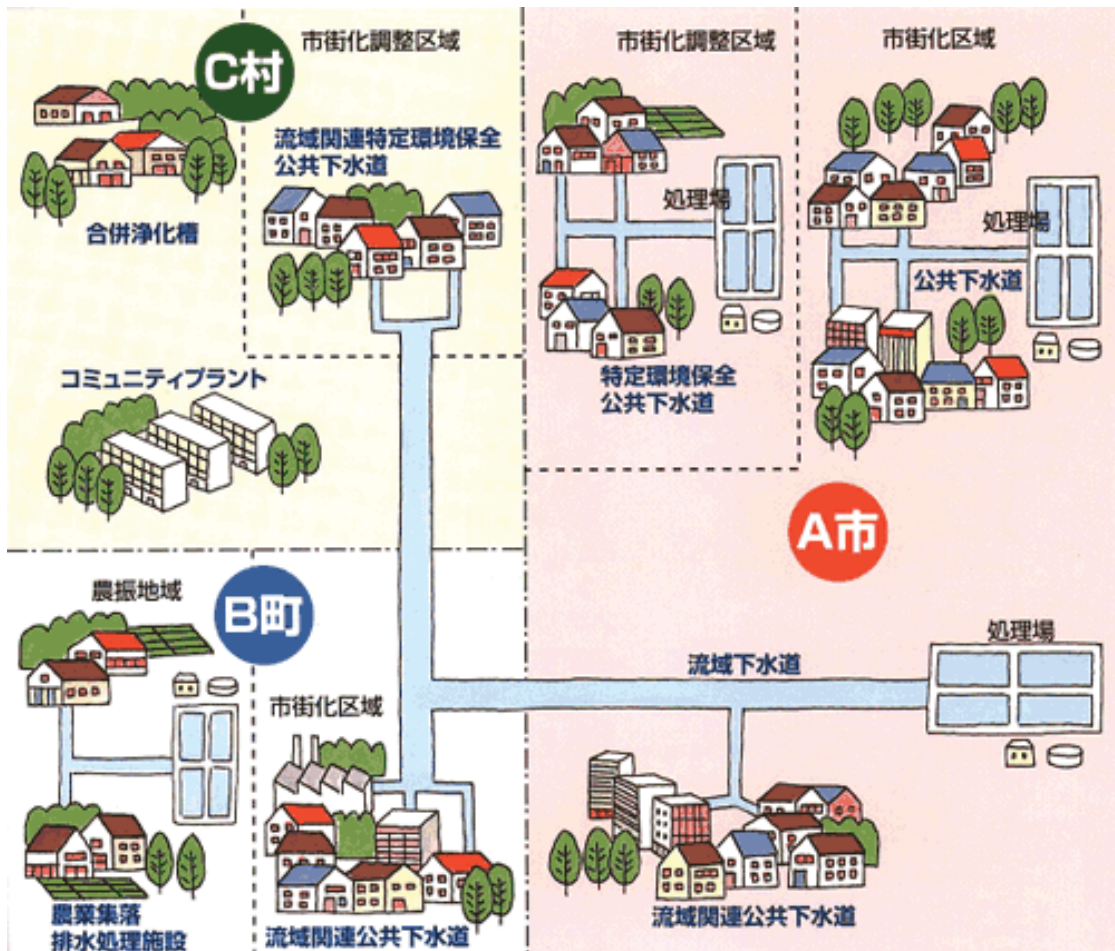 C村
市街化調整区域
流域関連特定環境保全
公共下水道
合併浄化槽
コミュニティプラント
市街化調整区域
処理場
特定環境保全
公共下水道
市街化区域
処理場
公共下水道
A市
農振地域
B町
農業集落
排水処理施設
市街化区域
流域関連公共下水道
流域下水道
処理場
流域関連公共下水道